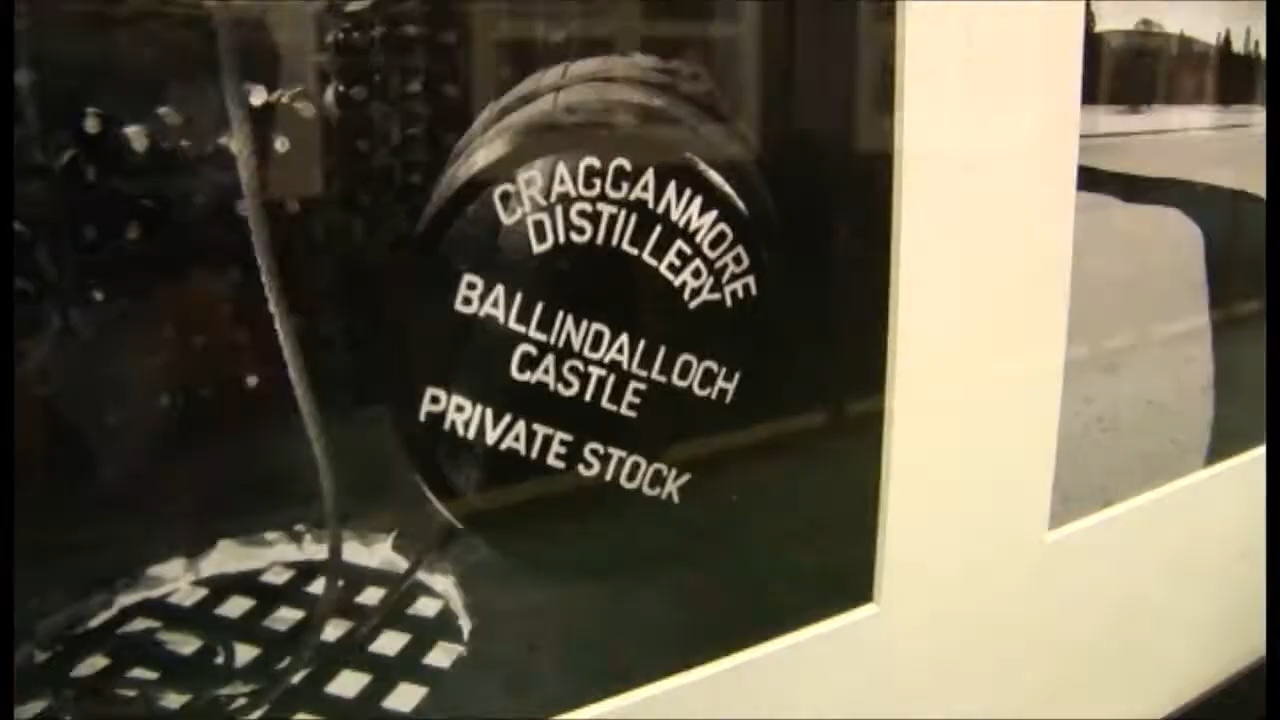 CRAGGANMORE
DISTILLERY
BALLINDALLOCH
CASTLE
PRIVATE STOCK